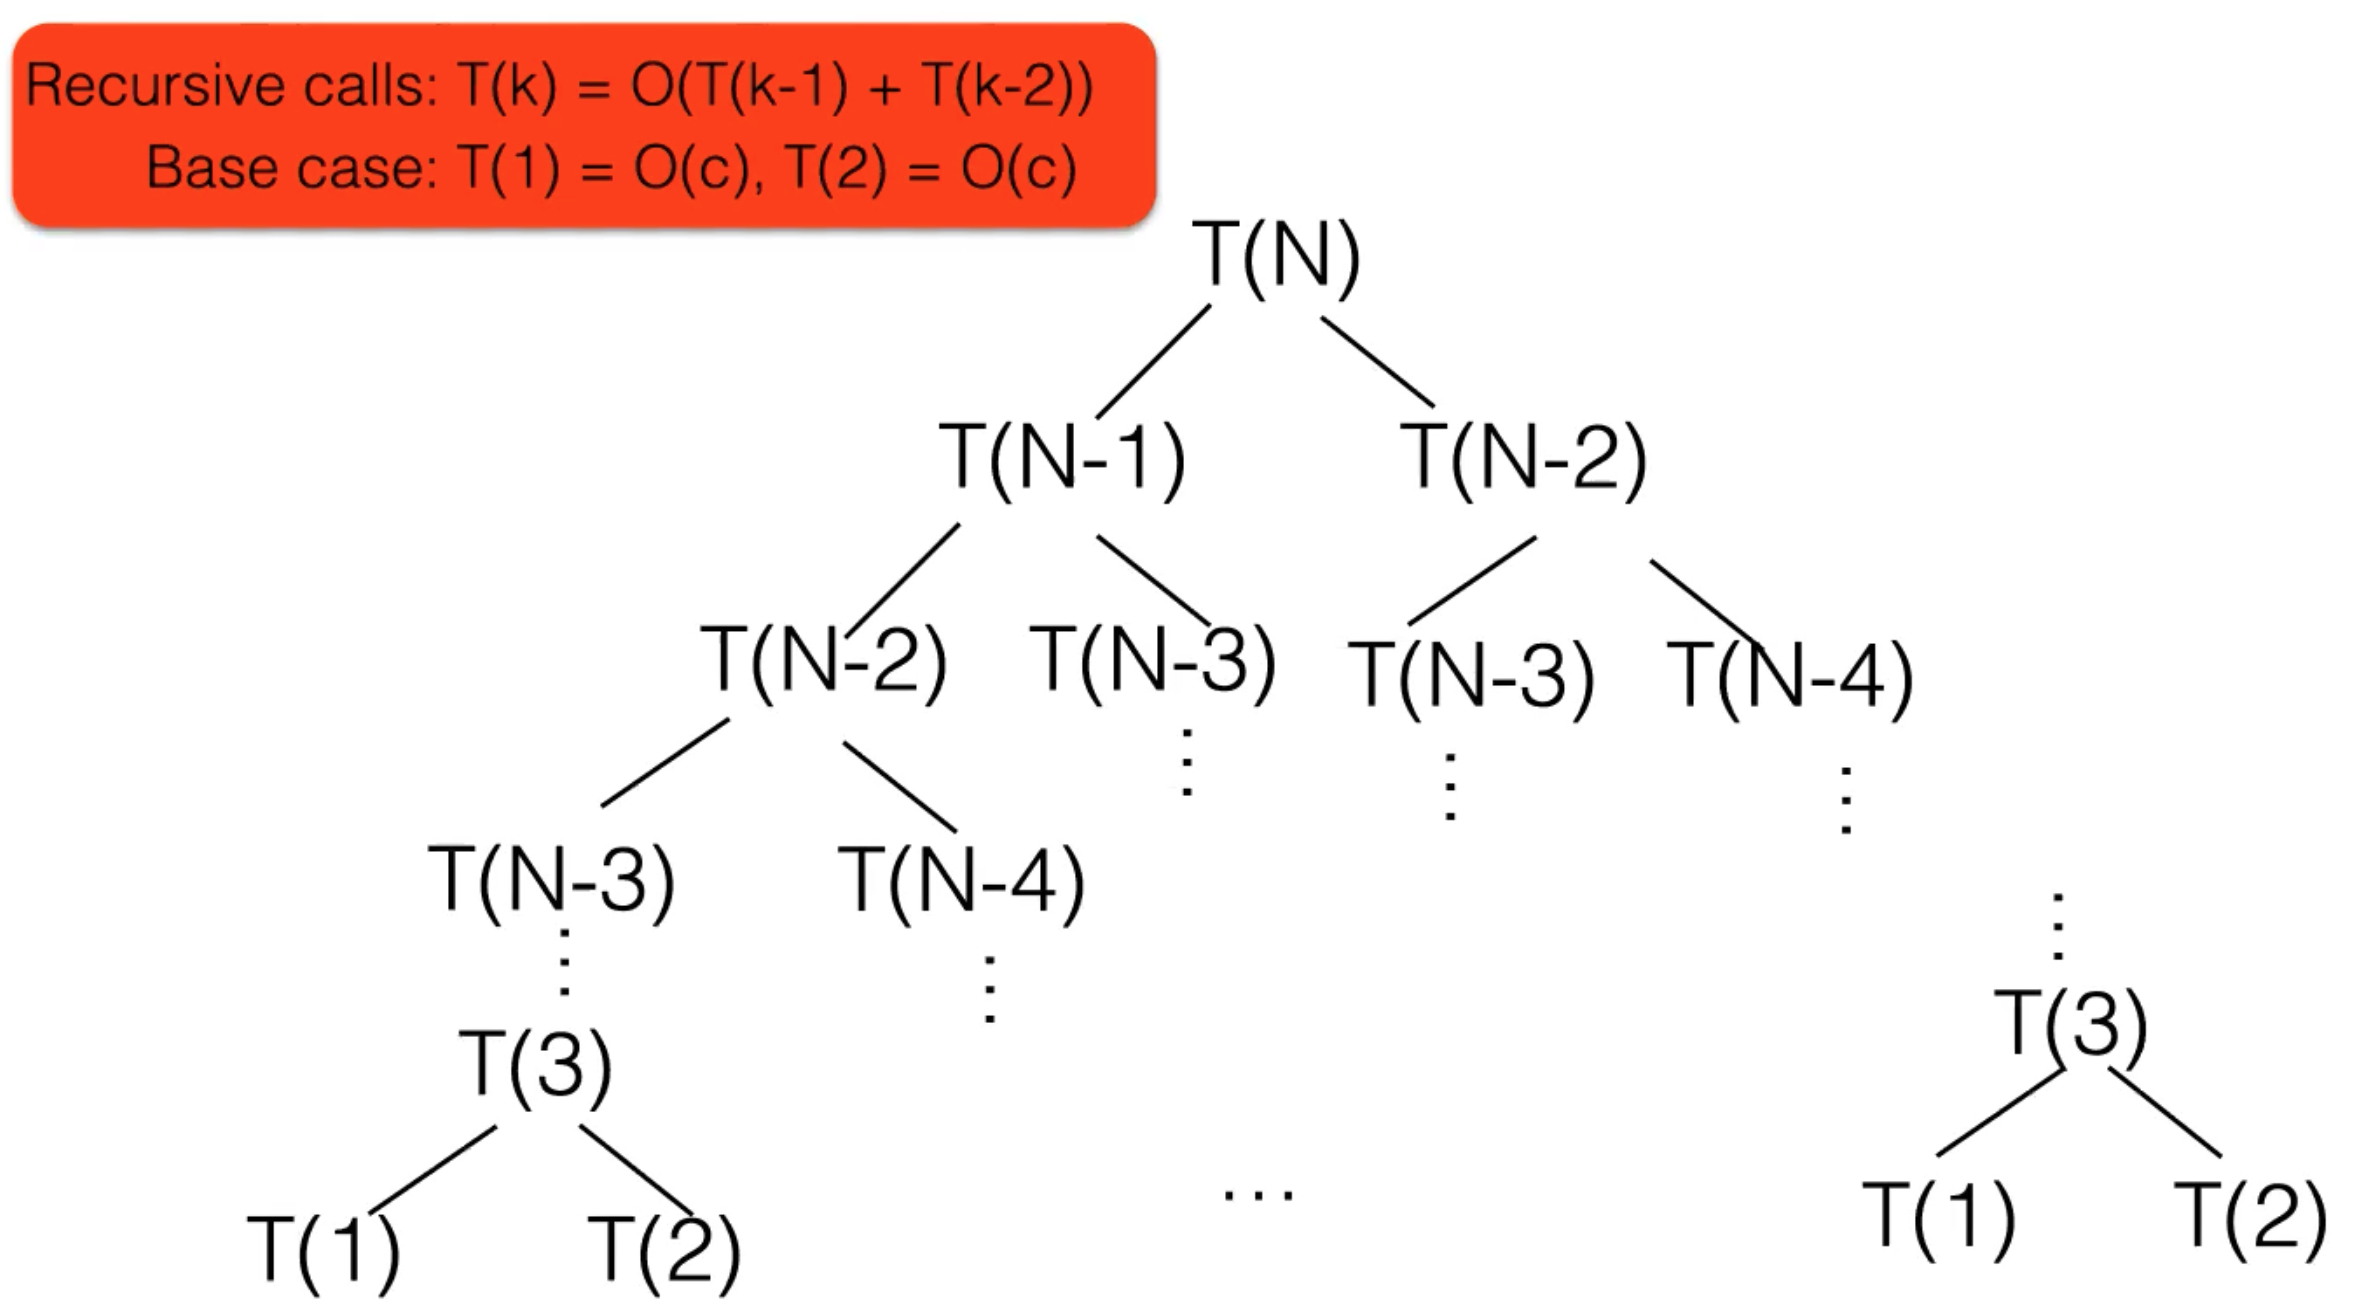 Recursive calls: T(k) = O(T(k-1) + T(k-2))
Base case: T(1) = O(c), T(2) = O(c)
T(N)
T(N-1) T(N-2)
T(N-2) T(N-3) T(N-3) T(N-4)
T(N-3) T(N-4)
T(3) T(3)
T(1) T(2) ... T(1) T(2)